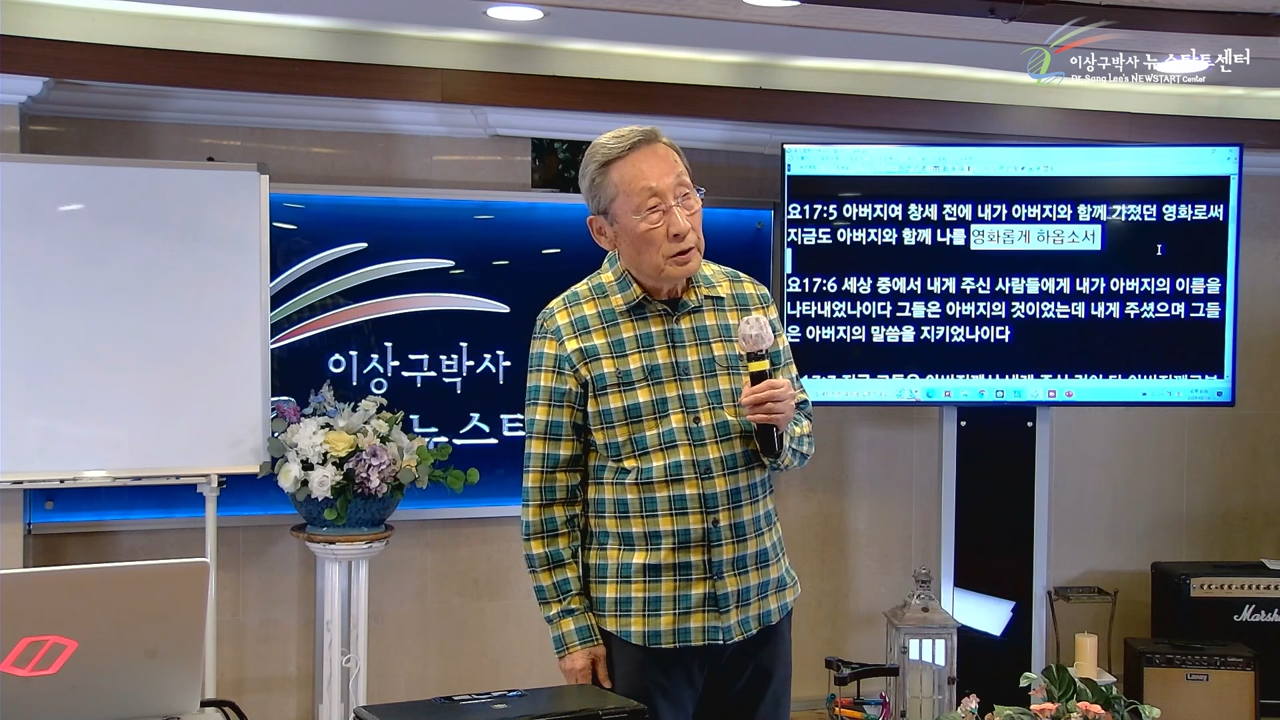 이상구박사 뉴스타트센터
Dr. Sang Lee's NEWSTART Center
요17:5 아버지여 창세 전에 내가 아버지와 함께 가졌던 영화로써
지금도 아버지와 함께 나를 영화롭게 하옵소서
요17:6 세상 중에서 내게 주신 사람들에게 내가 아버지의 이름을
나타내었나이다 그들은 아버지의 것이었는데 내게 주셨으며 그들
은 아버지의 말씀을 지키었나이다
이상구박사
뉴스타
Marsh
Laney